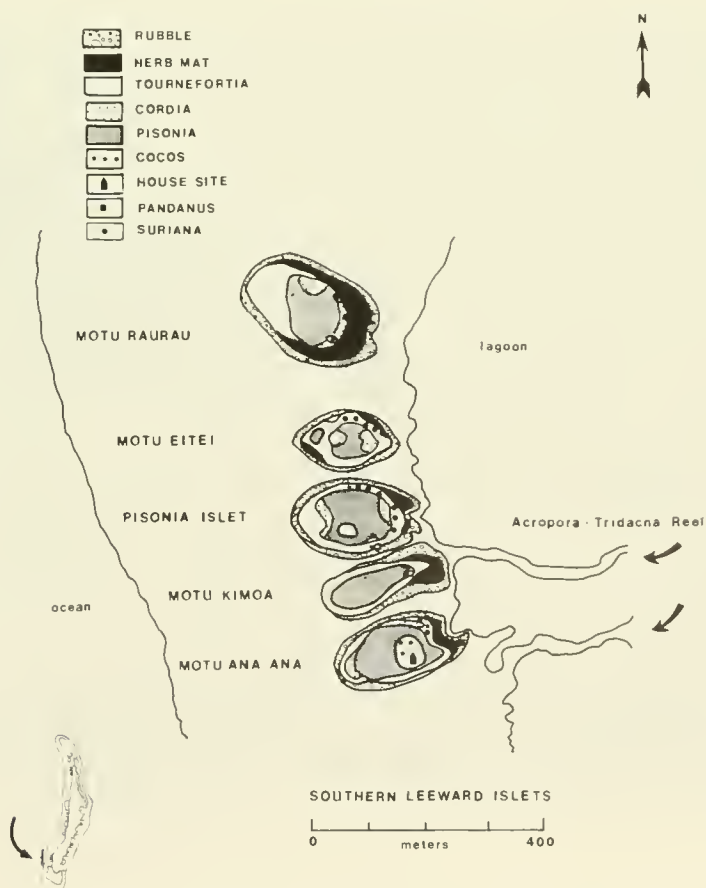 N
RUBBLE
HERB MAT
TOURNEFORTIA
CORDIA
PISONIA
COCOS
HOUSE SITE
PANDANUS
SURIANA
MOTU RAURAU
lagoon
MOTU EITEI
PISONIA ISLET
Acropora - Tridacna Reef
MOTU KIMOA
ocean
MOTU ANA ANA
SOUTHERN LEEWARD ISLETS
0 400
meters